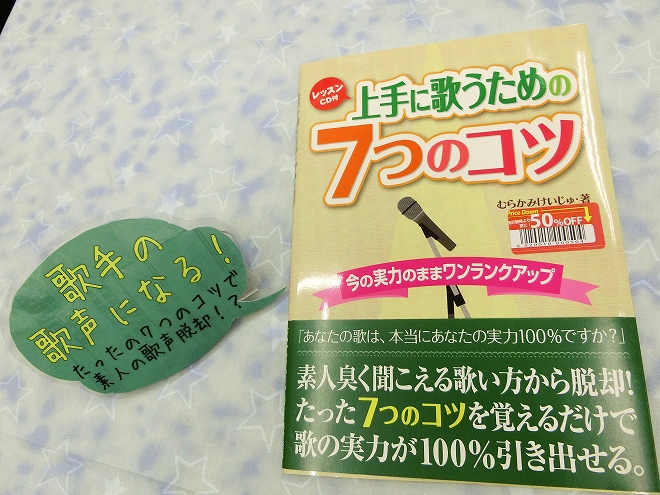 歌手の
歌声になる!
たったの7つのコツで
素人の歌声脱却!?
レッスン
CD付
上手に歌うための
7つのコツ
むらかみけいじゅ・著
Price Down
50%OFF
今の実力のままワンランクアップ
「あなたの歌は、本当にあなたの実力100%ですか?」
素人臭く聞こえる歌い方から脱却!
たった7つのコツを覚えるだけで
歌の実力が100%引き出せる。